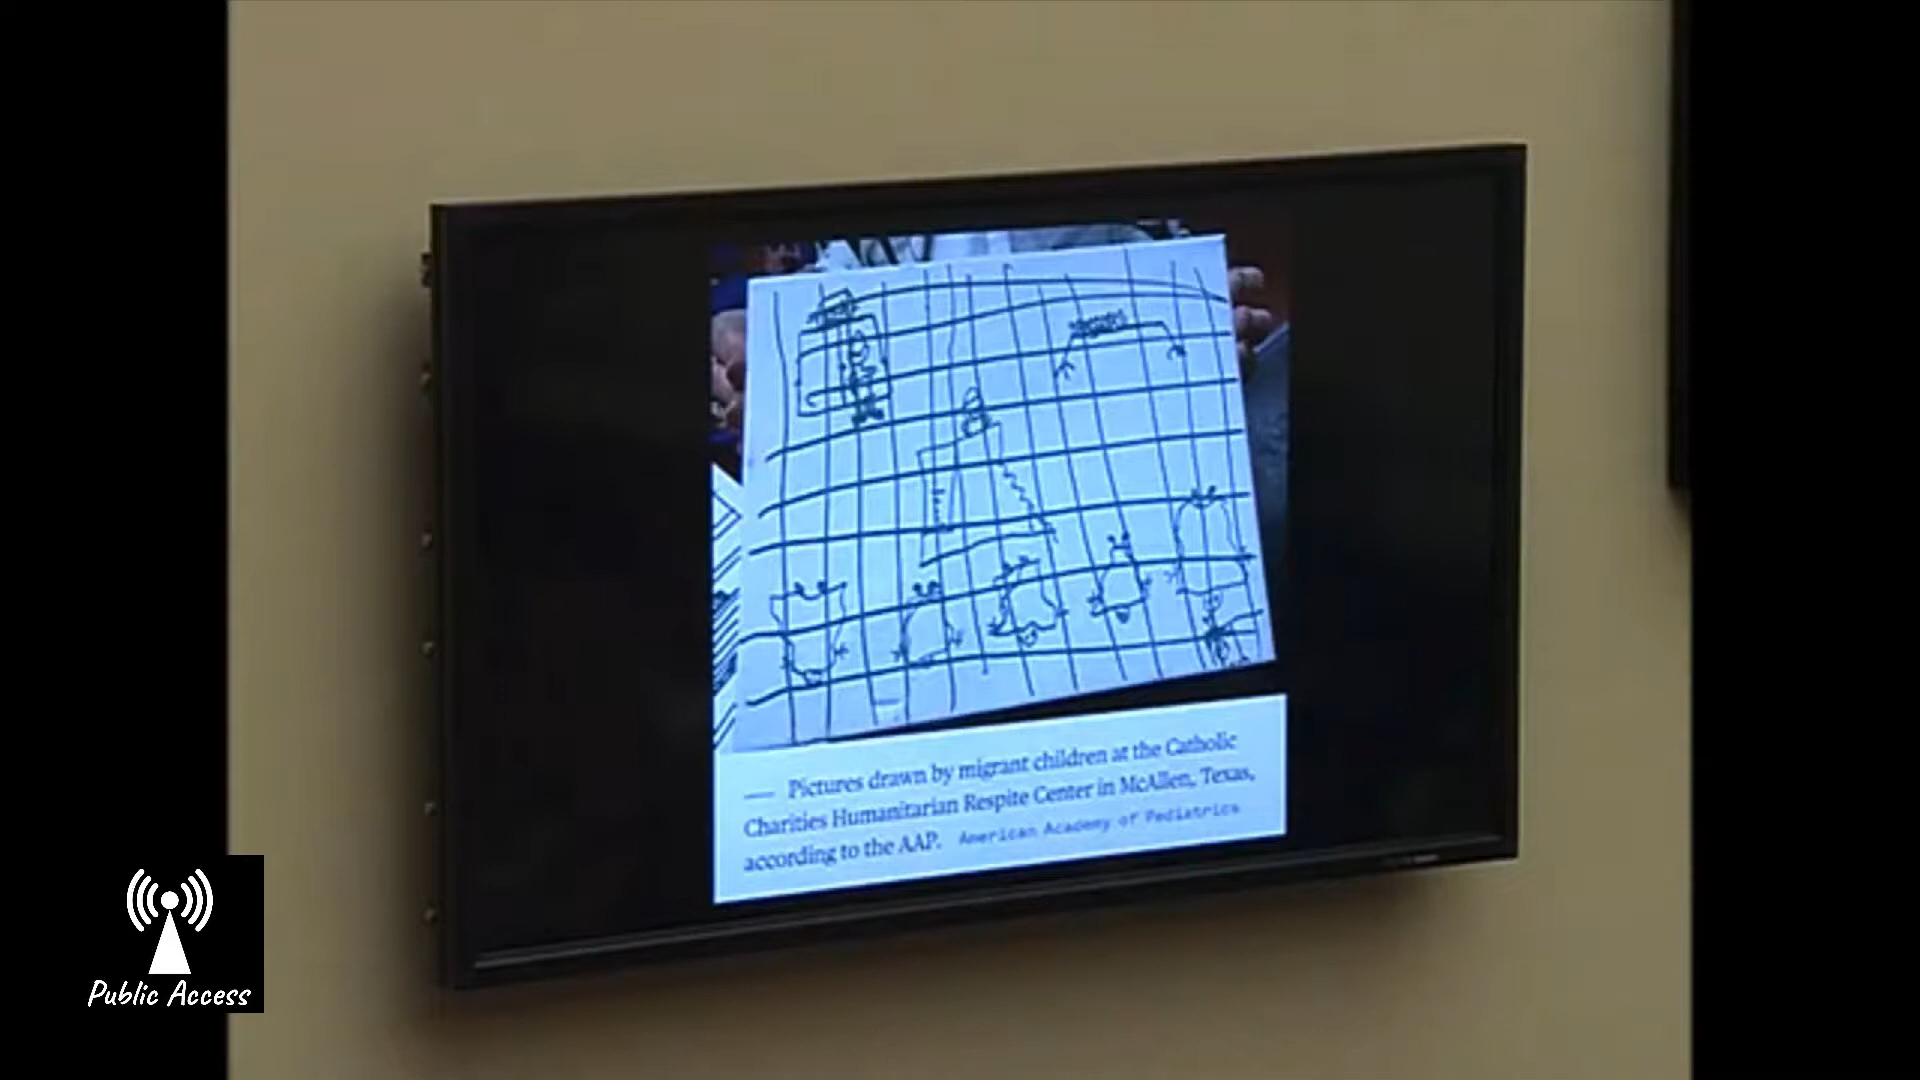 — Pictures drawn by migrant children at the Catholic
Charities Humanitarian Respite Center in McAllen, Texas,
according to the AAP. American Academy of Pediatrics
Public Access